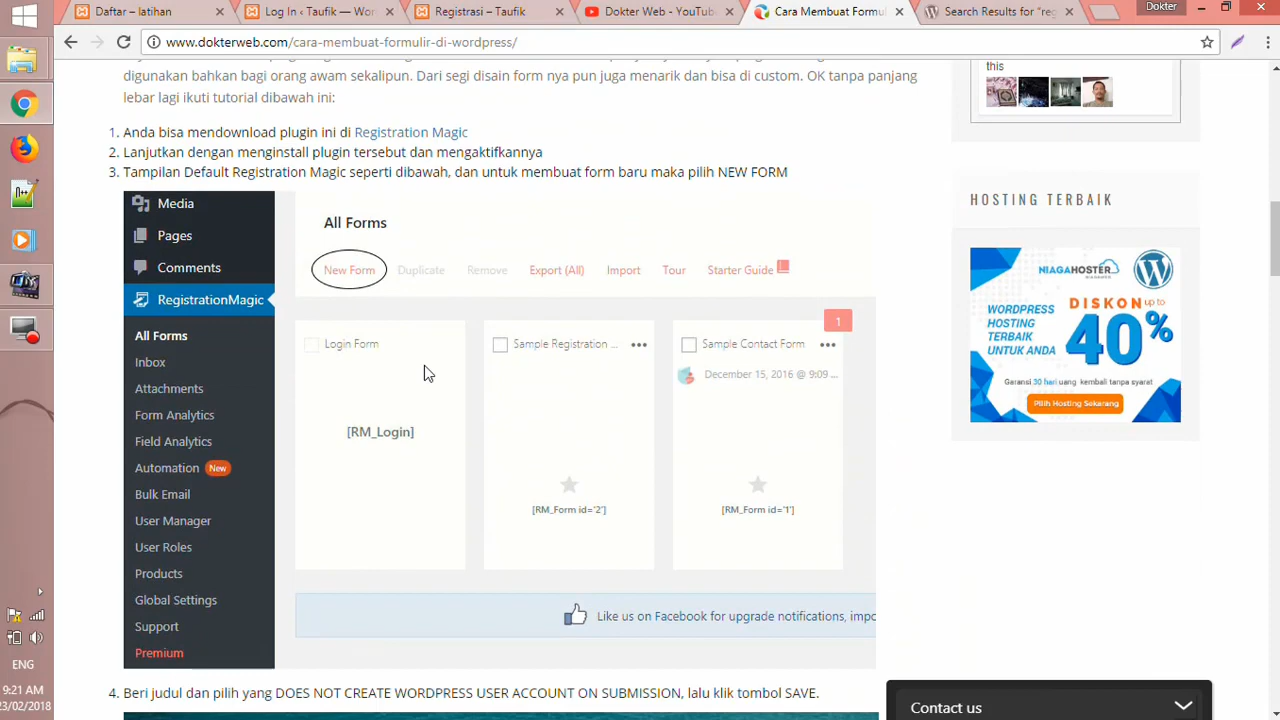 Daftar – latihan
Log In ‹ Taufik — Wor
Registrasi – Taufik
Dokter Web - YouTub
Cara Membuat Formul
Search Results for “reg
Dokter
www.dokterweb.com/cara-membuat-formulir-di-wordpress/
digunakan bahkan bagi orang awam sekalipun. Dari segi disain form nya pun juga menarik dan bisa di custom. OK tanpa panjang
lebar lagi ikuti tutorial dibawah ini:
1. Anda bisa mendownload plugin ini di Registration Magic
2. Lanjutkan dengan menginstall plugin tersebut dan mengaktifkannya
3. Tampilan Default Registration Magic seperti dibawah, dan untuk membuat form baru maka pilih NEW FORM
Media
Pages
Comments
RegistrationMagic
All Forms
Inbox
Attachments
Form Analytics
Field Analytics
Automation New
Bulk Email
User Manager
User Roles
Products
Global Settings
Support
Premium
All Forms
New Form Duplicate Remove Export (All) Import Tour Starter Guide
1
Login Form
[RM_Login]
Sample Registration ...
[RM_Form id='2']
Sample Contact Form
December 15, 2016 @ 9:09 ...
[RM_Form id='1']
Like us on Facebook for upgrade notifications, impo
4. Beri judul dan pilih yang DOES NOT CREATE WORDPRESS USER ACCOUNT ON SUBMISSION, lalu klik tombol SAVE.
this
HOSTING TERBAIK
NIAGAHOSTER
DISKON up to
40%
WORDPRESS
HOSTING
TERBAIK
UNTUK ANDA
Garansi 30 hari uang kembali tanpa syarat
Pilih Hosting Sekarang
Contact us
ENG
9:21 AM
23/02/2018